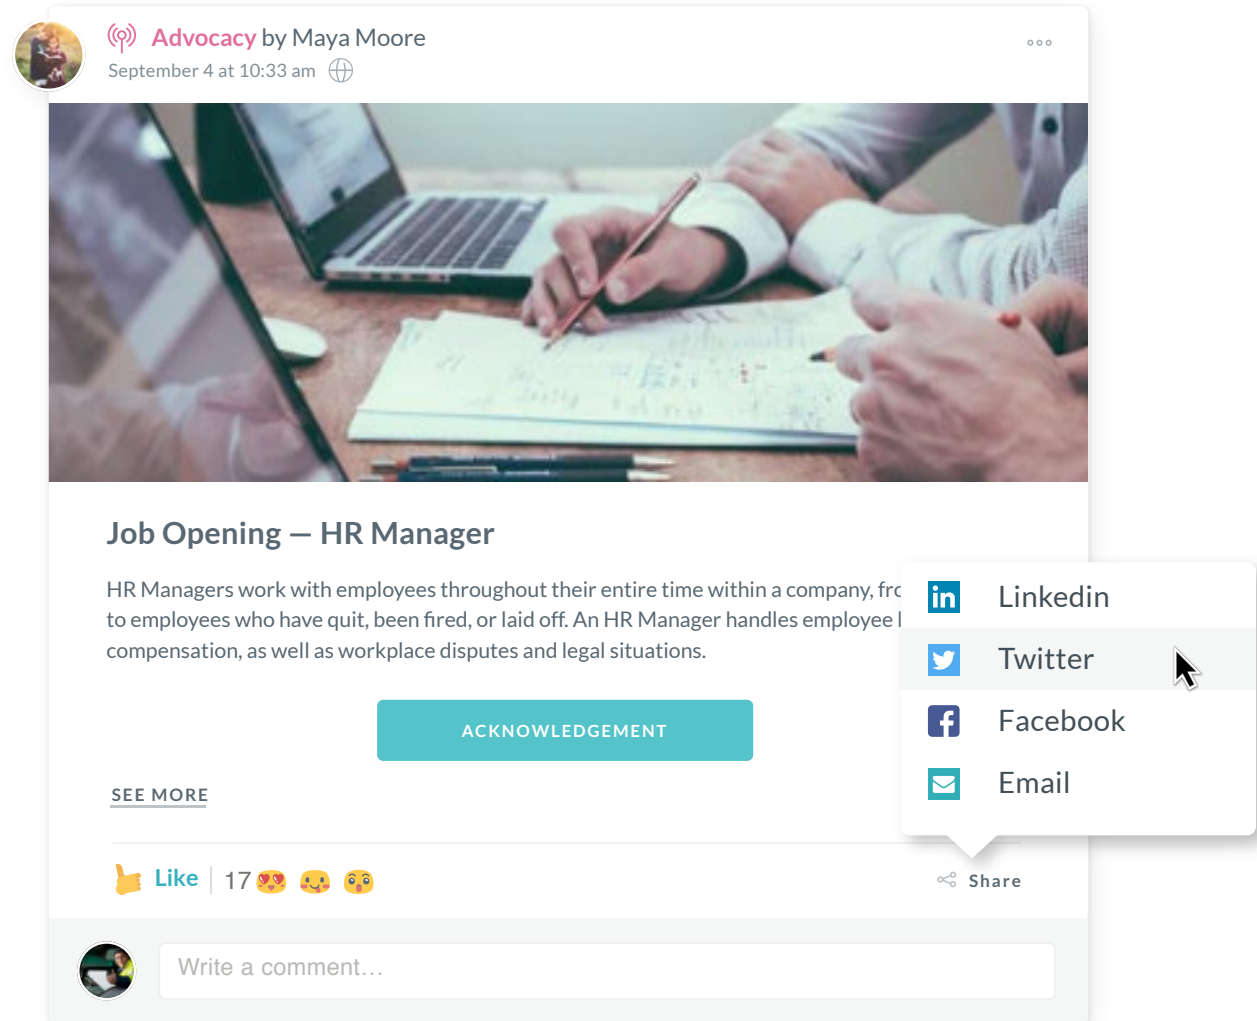 Advocacy by Maya Moore
September 4 at 10:33 am
Job Opening — HR Manager
HR Managers work with employees throughout their entire time within a company,
to employees who have quit, been fired, or laid off. An HR Manager handles employee
compensation, as well as workplace disputes and legal situations.
ACKNOWLEDGEMENT
SEE MORE
Linkedin
Twitter
Facebook
Email
Like
17
Share
Write a comment...